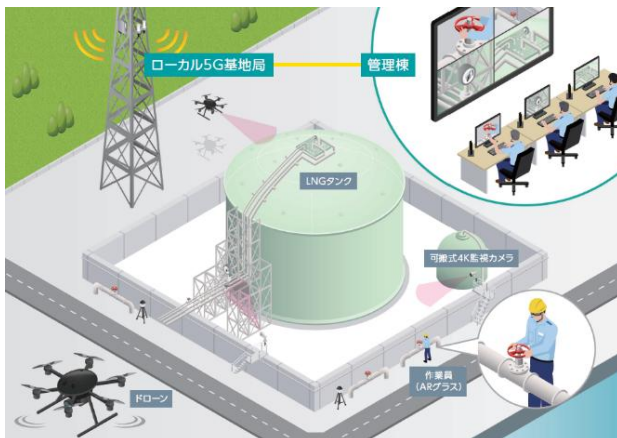 ローカル5G基地局
管理棟
LNGタンク
可搬式4K監視カメラ
作業員
(ARグラス)
ドローン